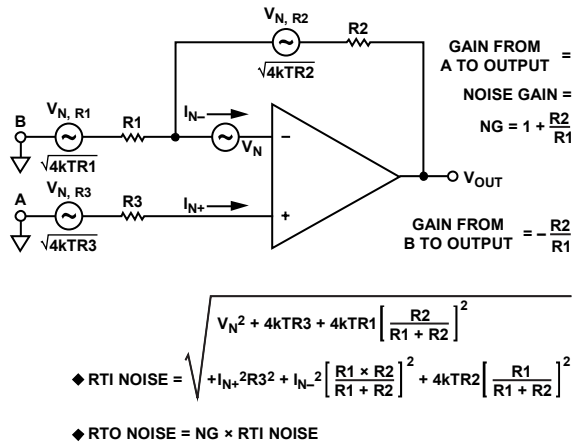 V_N, R2
R2
√4kTR2
GAIN FROM
A TO OUTPUT =
NOISE GAIN =
NG = 1 + R2/R1
B
V_N, R1
R1
I_N–
–
V_N
√4kTR1
V_N, R3
A
R3
I_N+
+
√4kTR3
V_OUT
GAIN FROM
B TO OUTPUT = – R2/R1
◆ RTI NOISE = √ V_N² + 4kTR3 + 4kTR1 [ R2 / R1 + R2 ]²
+ I_N+² R3² + I_N–² [ R1 × R2 / R1 + R2 ]² + 4kTR2 [ R1 / R1 + R2 ]²
◆ RTO NOISE = NG × RTI NOISE